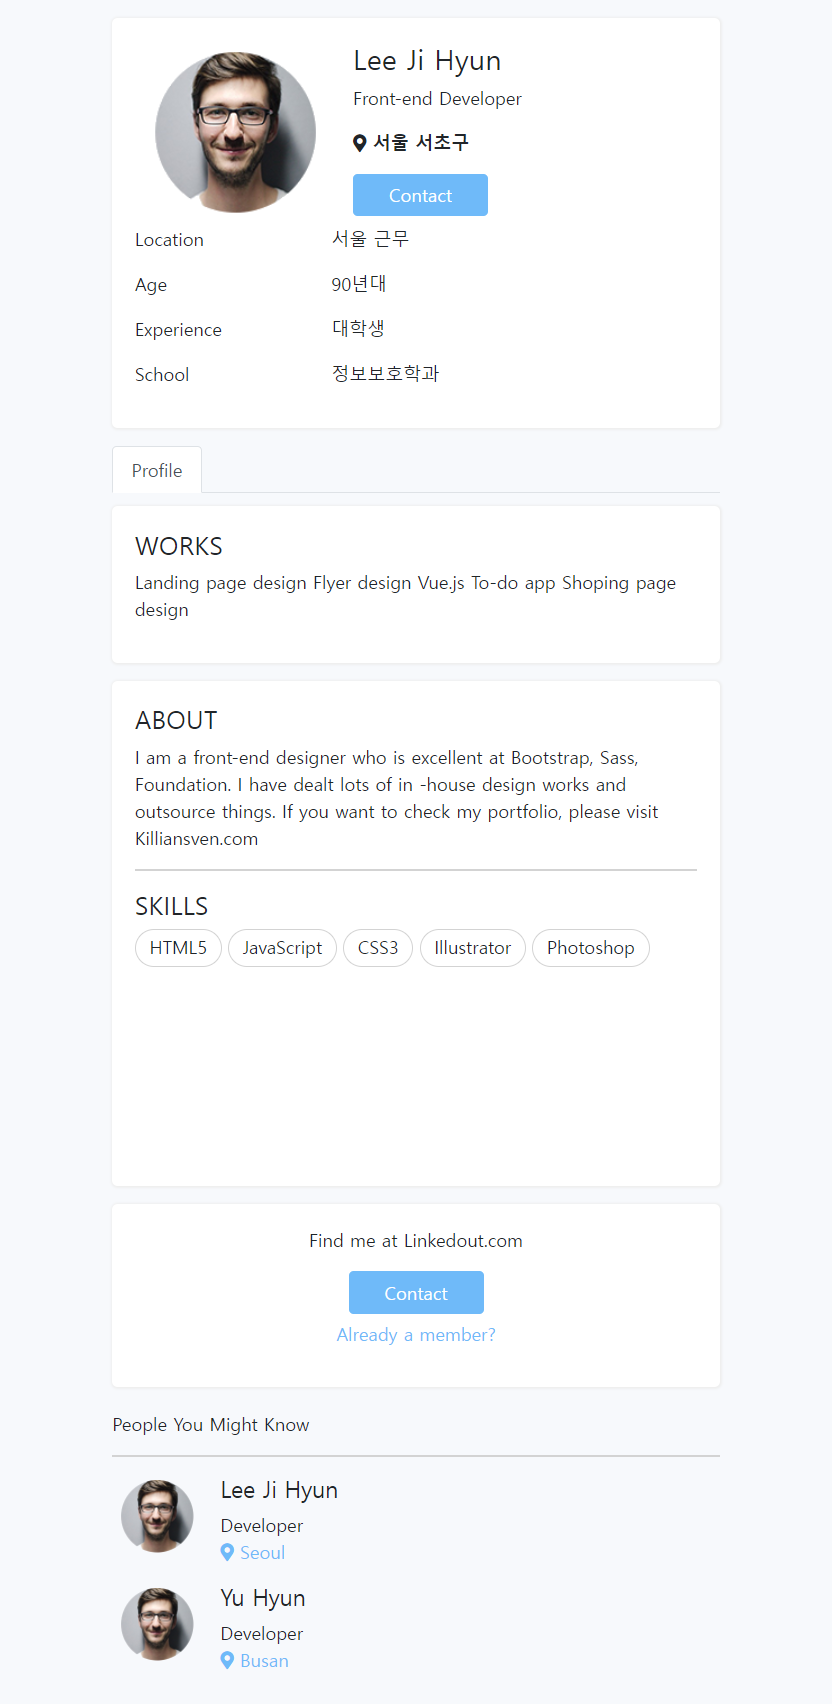 Lee Ji Hyun
Front-end Developer
서울 서초구
Contact
Location 서울 근무
Age 90년대
Experience 대학생
School 정보보호학과
Profile
WORKS
Landing page design Flyer design Vue.js To-do app Shoping page
design
ABOUT
I am a front-end designer who is excellent at Bootstrap, Sass,
Foundation. I have dealt lots of in -house design works and
outsource things. If you want to check my portfolio, please visit
Killiansven.com
SKILLS
HTML5 JavaScript CSS3 Illustrator Photoshop
Find me at Linkedout.com
Contact
Already a member?
People You Might Know
Lee Ji Hyun
Developer
Seoul
Yu Hyun
Developer
Busan